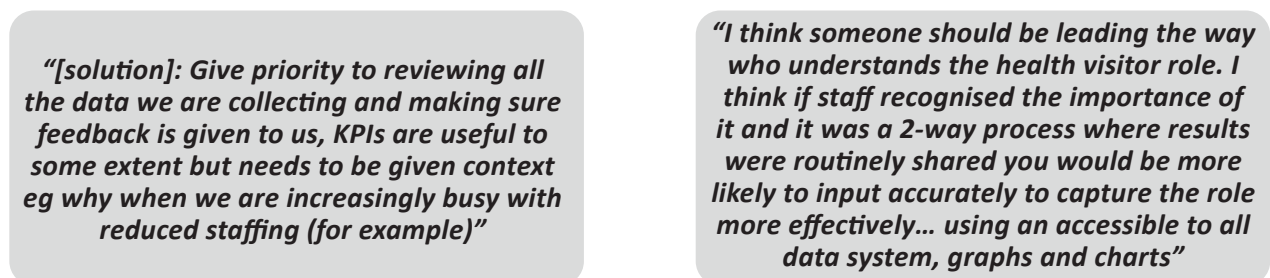 “[solution]: Give priority to reviewing all
the data we are collecting and making sure
feedback is given to us, KPIs are useful to
some extent but needs to be given context
eg why when we are increasingly busy with
reduced staffing (for example)”
“I think someone should be leading the way
who understands the health visitor role. I
think if staff recognised the importance of
it and it was a 2-way process where results
were routinely shared you would be more
likely to input accurately to capture the role
more effectively... using an accessible to all
data system, graphs and charts”